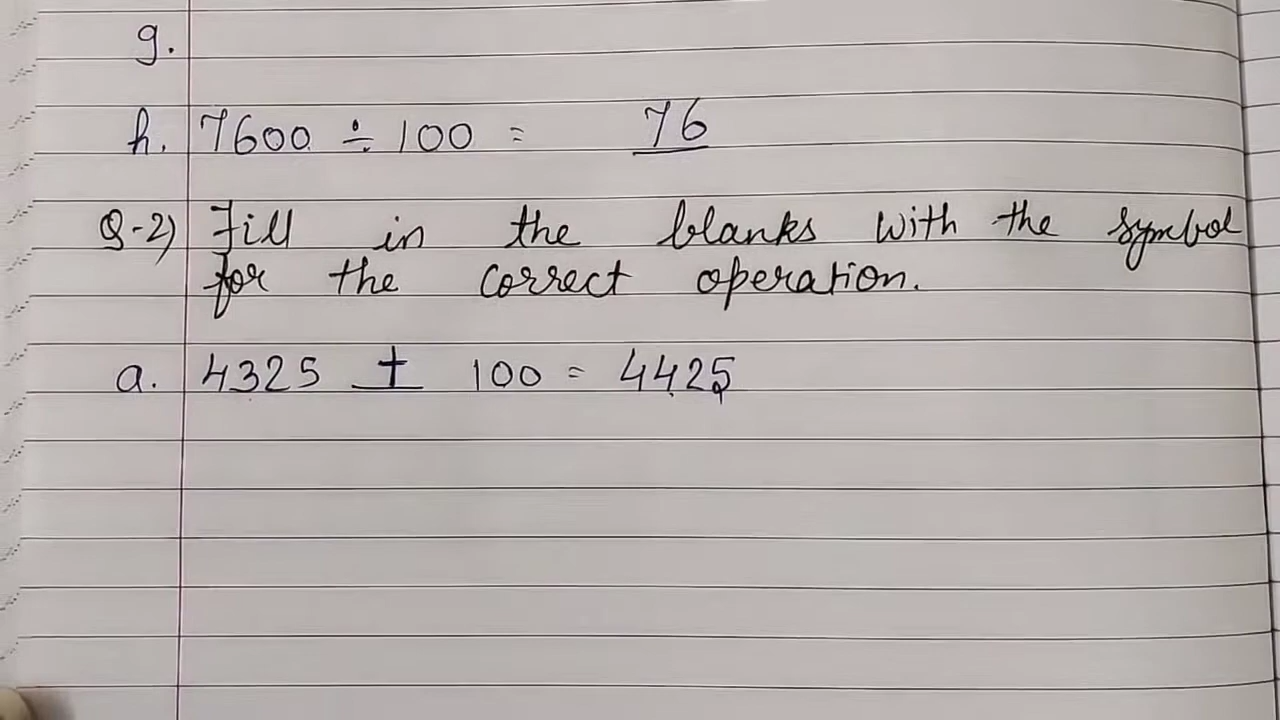 g.
h. 7600 ÷ 100 = 76
Q-2) Fill in the blanks with the symbol
for the correct operation.
a. 4325 + 100 = 4425